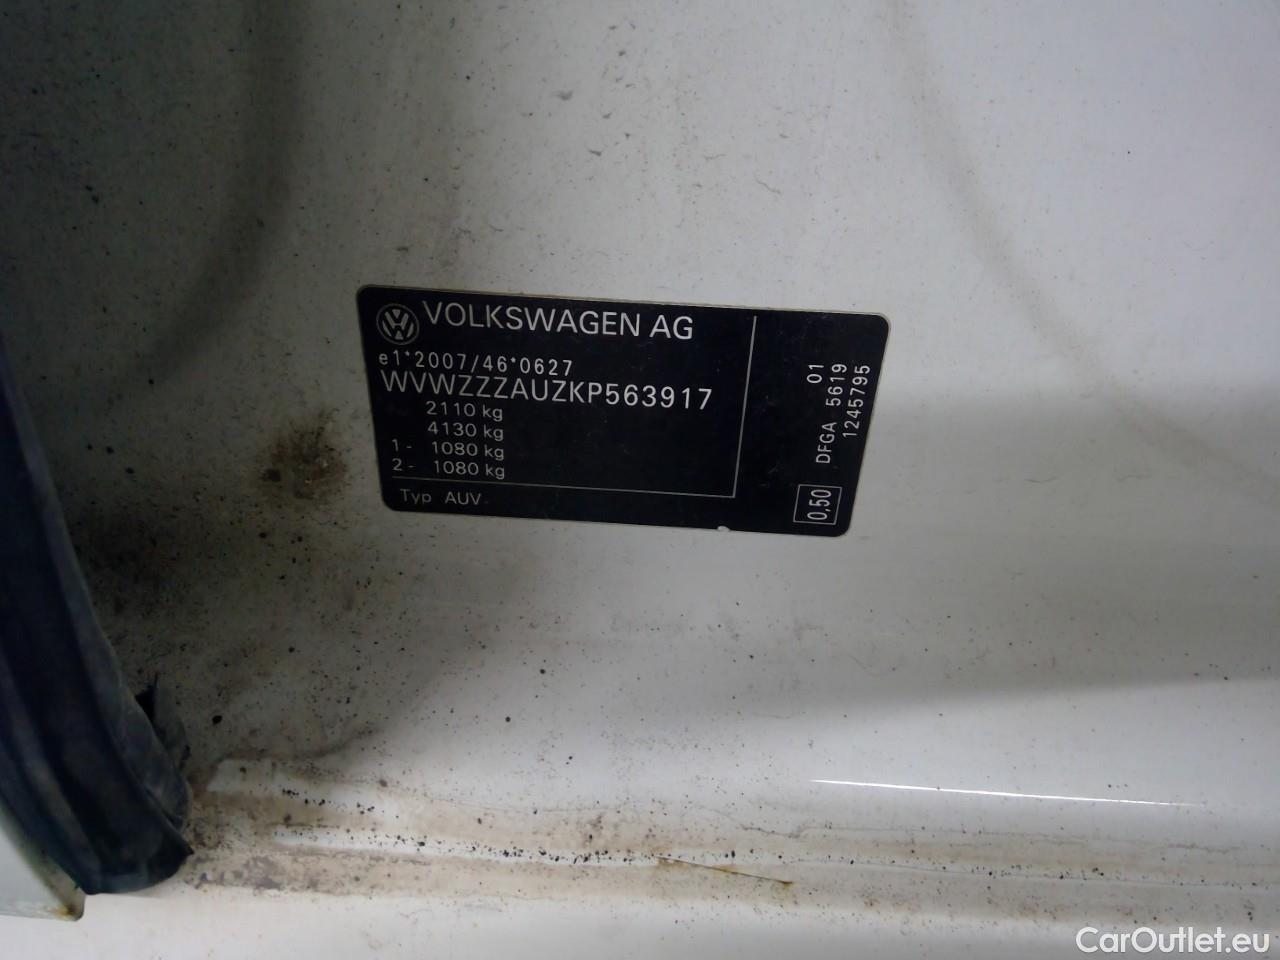 VOLKSWAGEN AG
e1*2007/46*0627
WVWZZZAUZKP563917
2110 kg
4130 kg
1- 1080 kg
2- 1080 kg
Typ AUV
01
DFGA 5619
1245795
0,50
CarOutlet.eu